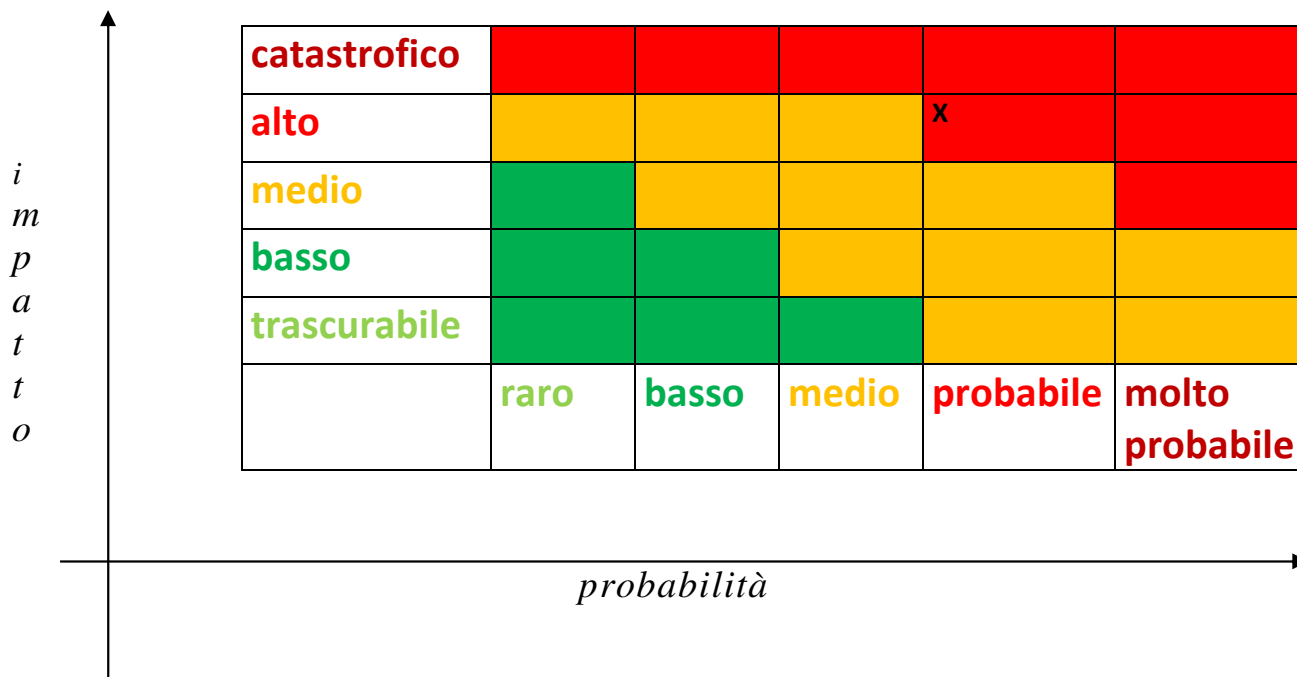 catastrofico
alto
x
medio
basso
trascurabile
raro
basso
medio
probabile
molto
probabile
i
m
p
a
t
t
o
probabilità